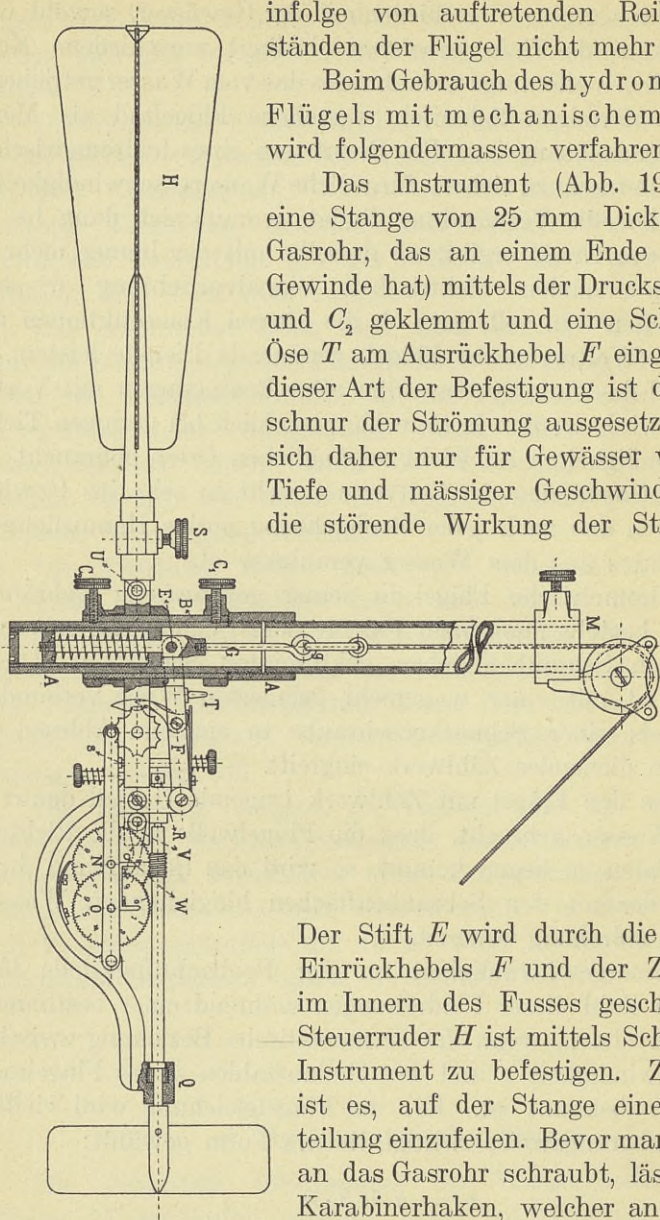 infolge von auftretenden Rei
ständen der Flügel nicht mehr
Beim Gebrauch des hydrom
Flügels mit mechanischem
wird folgendermassen verfahren
Das Instrument (Abb. 19
eine Stange von 25 mm Dick
Gasrohr, das an einem Ende
Gewinde hat) mittels der Drucks
und C₂ geklemmt und eine Sch
Öse T am Ausrückhebel F eing
dieser Art der Befestigung ist d
schnur der Strömung ausgesetz
sich daher nur für Gewässer v
Tiefe und mässiger Geschwind
die störende Wirkung der St
H
S
U
C₂
C₁
E
B
G
g
M
A
A
T
F
s
R
V
W
N
O
Q
Der Stift E wird durch die
Einrückhebels F und der Z
im Innern des Fusses gesch
Steuerruder H ist mittels Sch
Instrument zu befestigen. Z
ist es, auf der Stange eine
teilung einzufeilen. Bevor man
an das Gasrohr schraubt, läs
Karabinerhaken, welcher an